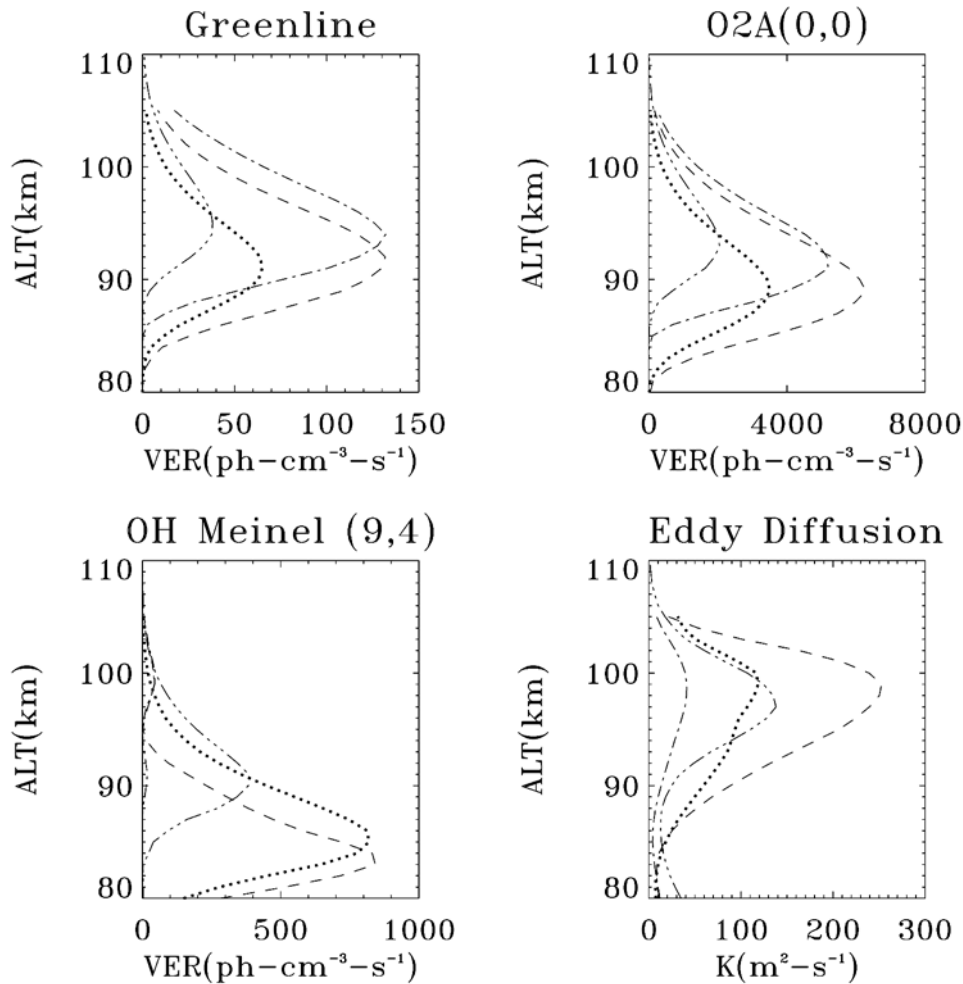 Greenline
110
100
90
80
ALT(km)
0 50 100 150
VER(ph-cm⁻³-s⁻¹)
O2A(0,0)
110
100
90
80
ALT(km)
0 4000 8000
VER(ph-cm⁻³-s⁻¹)
OH Meinel (9,4)
110
100
90
80
ALT(km)
0 500 1000
VER(ph-cm⁻³-s⁻¹)
Eddy Diffusion
110
100
90
80
ALT(km)
0 100 200 300
K(m²-s⁻¹)